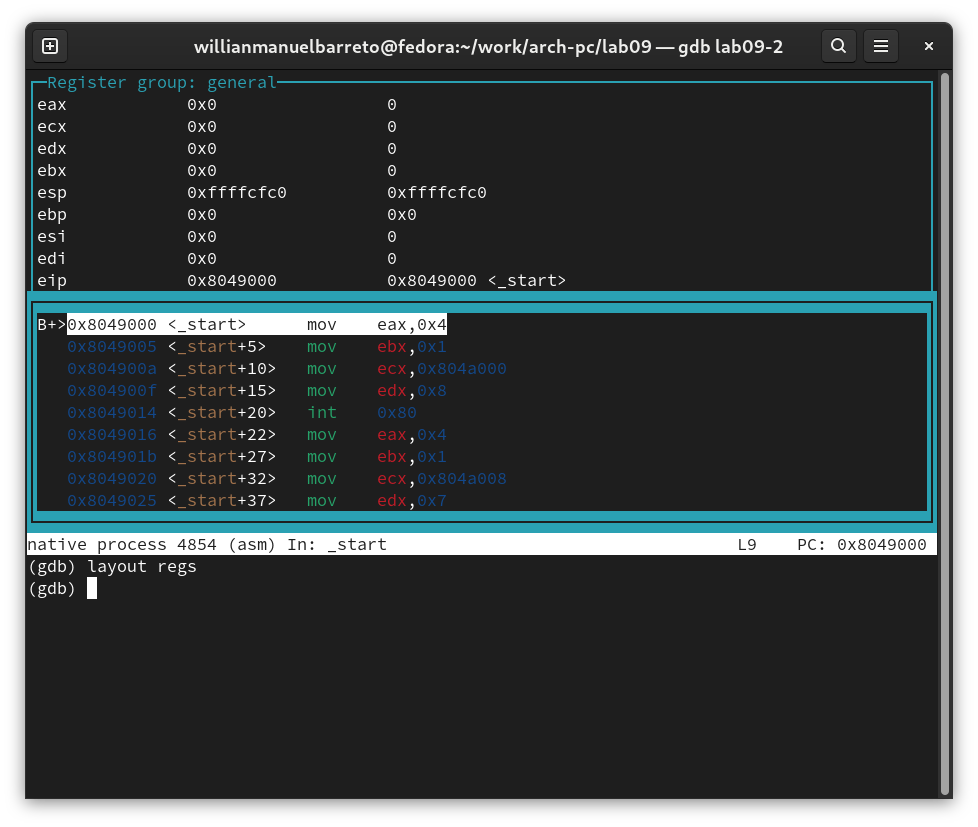 willianmanuelbarreto@fedora:~/work/arch-pc/lab09 — gdb lab09-2
Register group: general
eax 0x0 0
ecx 0x0 0
edx 0x0 0
ebx 0x0 0
esp 0xffffcfc0 0xffffcfc0
ebp 0x0 0x0
esi 0x0 0
edi 0x0 0
eip 0x8049000 0x8049000 <_start>
B+>0x8049000 <_start> mov eax,0x4
0x8049005 <_start+5> mov ebx,0x1
0x804900a <_start+10> mov ecx,0x804a000
0x804900f <_start+15> mov edx,0x8
0x8049014 <_start+20> int 0x80
0x8049016 <_start+22> mov eax,0x4
0x804901b <_start+27> mov ebx,0x1
0x8049020 <_start+32> mov ecx,0x804a008
0x8049025 <_start+37> mov edx,0x7
native process 4854 (asm) In: _start L9 PC: 0x8049000
(gdb) layout regs
(gdb)